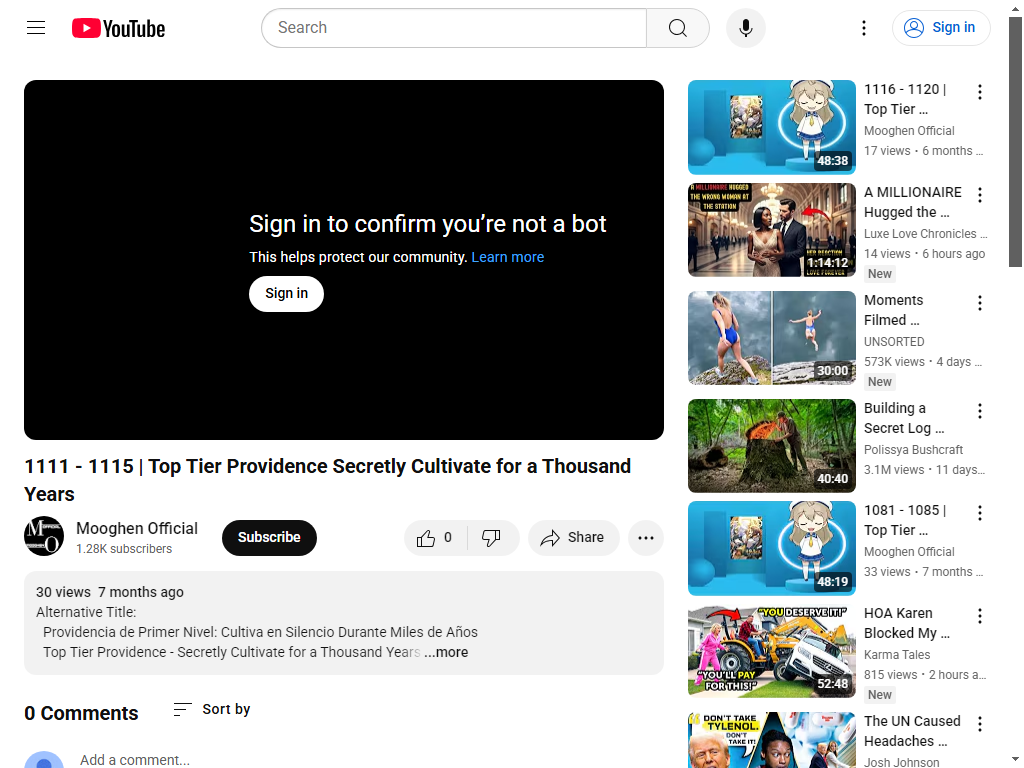 YouTube
Search
Sign in
Sign in to confirm you’re not a bot
This helps protect our community. Learn more
Sign in
1111 - 1115 | Top Tier Providence Secretly Cultivate for a Thousand
Years
Mooghen Official
1.28K subscribers
Subscribe
0
Share
30 views 7 months ago
Alternative Title:
Providencia de Primer Nivel: Cultiva en Silencio Durante Miles de Años
Top Tier Providence - Secretly Cultivate for a Thousand Years ...more
0 Comments
Sort by
Add a comment...
48:38
1116 - 1120 |
Top Tier ...
Mooghen Official
17 views • 6 months ...
A MILLIONAIRE HUGGED
THE WRONG WOMAN AT
THE STATION
HER REACTION
LOVE FOREVER
1:14:12
A MILLIONAIRE
Hugged the ...
Luxe Love Chronicles ...
14 views • 6 hours ago
New
30:00
Moments
Filmed ...
UNSORTED
573K views • 4 days ...
New
40:40
Building a
Secret Log ...
Polissya Bushcraft
3.1M views • 11 days...
48:19
1081 - 1085 |
Top Tier ...
Mooghen Official
33 views • 7 months ...
"YOU DESERVE IT!"
"YOU'LL PAY
FOR THIS!"
52:48
HOA Karen
Blocked My ...
Karma Tales
815 views • 2 hours a...
New
DON'T TAKE
TYLENOL.
DON'T
TAKE IT!
The UN Caused
Headaches ...
Josh Johnson